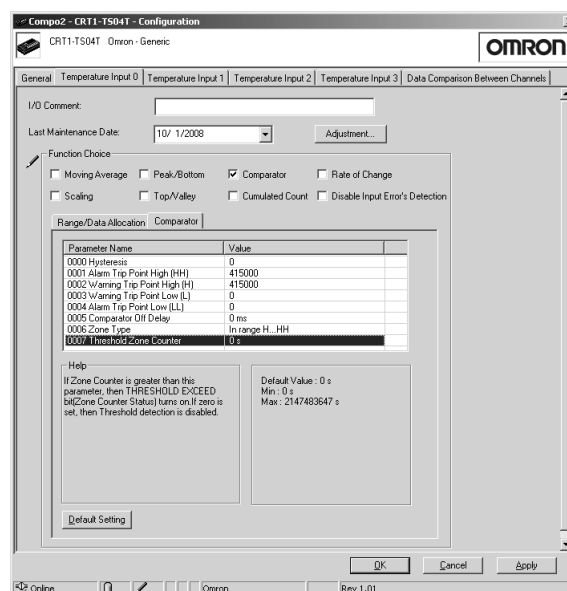 Compo2 - CRT1-TS04T - Configuration
CRT1-TS04T Omron - Generic
OMRON
General Temperature Input 0 Temperature Input 1 Temperature Input 2 Temperature Input 3 Data Comparison Between Channels
I/O Comment:
Last Maintenance Date: 10/ 1/2008 Adjustment...
Function Choice
Moving Average Peak/Bottom Comparator Rate of Change
Scaling Top/Valley Cumulated Count Disable Input Error's Detection
Range/Data Allocation Comparator
Parameter Name Value
0000 Hysteresis 0
0001 Alarm Trip Point High (HH) 415000
0002 Warning Trip Point High (H) 415000
0003 Warning Trip Point Low (L) 0
0004 Alarm Trip Point Low (LL) 0
0005 Comparator Off Delay 0 ms
0006 Zone Type In range H...HH
0007 Threshold Zone Counter 0 s
Help
If Zone Counter is greater than this
parameter, then THRESHOLD EXCEED
bit(Zone Counter Status) turns on.If zero is
set, then Threshold detection is disabled.
Default Value : 0 s
Min : 0 s
Max : 2147483647 s
Default Setting
OK Cancel Apply
Online Omron Rev 1.01